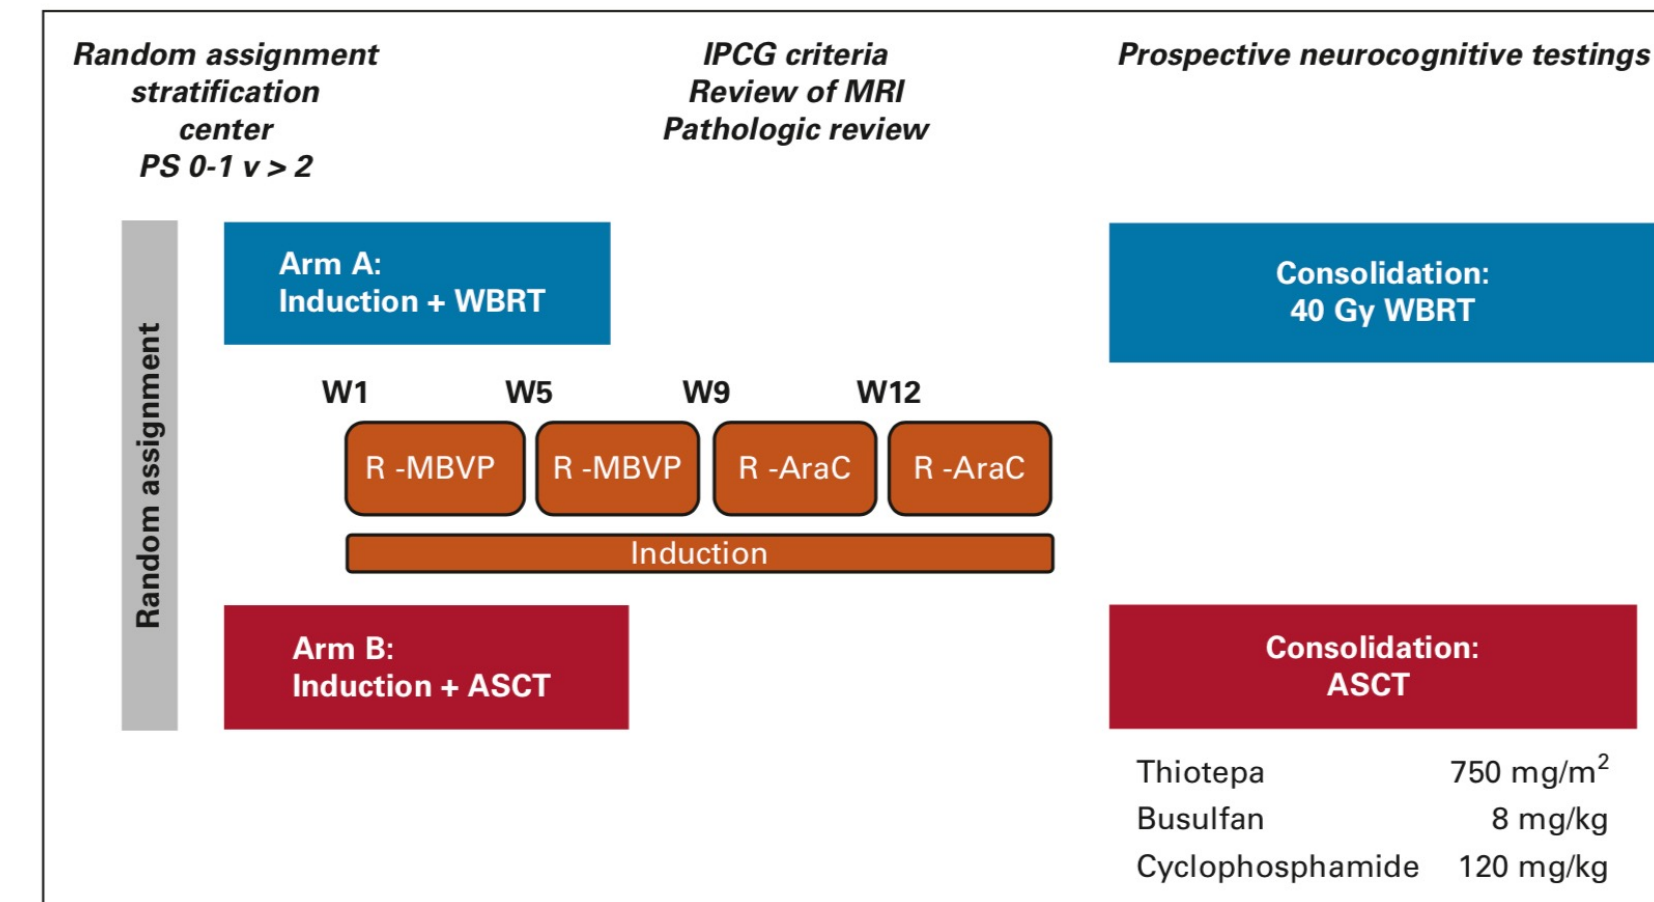 Random assignment
stratification
center
PS 0-1 v > 2
IPCG criteria
Review of MRI
Pathologic review
Prospective neurocognitive testings
Random assignment
Arm A:
Induction + WBRT
Consolidation:
40 Gy WBRT
W1 W5 W9 W12
R -MBVP R -MBVP R -AraC R -AraC
Induction
Arm B:
Induction + ASCT
Consolidation:
ASCT
Thiotepa 750 mg/m²
Busulfan 8 mg/kg
Cyclophosphamide 120 mg/kg